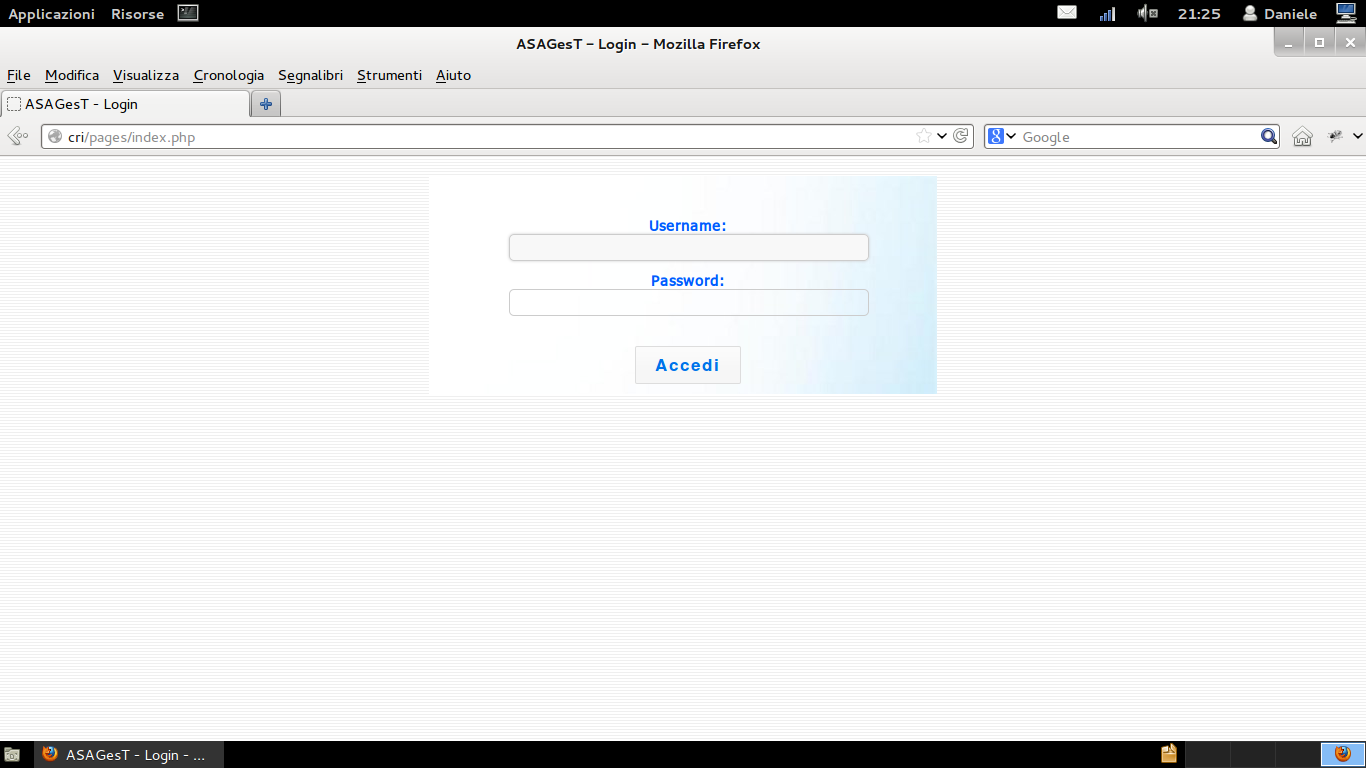 Applicazioni Risorse 21:25 Daniele
ASAGesT - Login - Mozilla Firefox
File Modifica Visualizza Cronologia Segnalibri Strumenti Aiuto
ASAGesT - Login
cri/pages/index.php Google
Username:
Password:
Accedi
ASAGesT - Login - ...